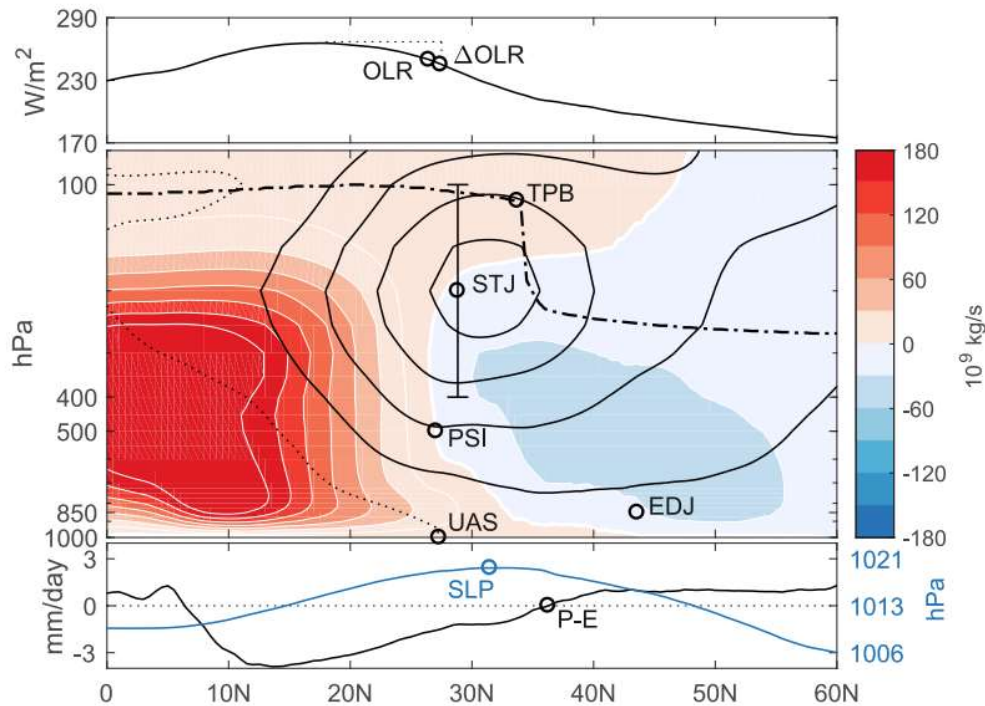 290
230
170
W/m²
OLR
ΔOLR
100
400
500
850
1000
hPa
TPB
STJ
PSI
UAS
EDJ
180
120
60
0
-60
-120
-180
10⁹ kg/s
3
0
-3
mm/day
SLP
P-E
1021
1013
1006
hPa
0 10N 20N 30N 40N 50N 60N